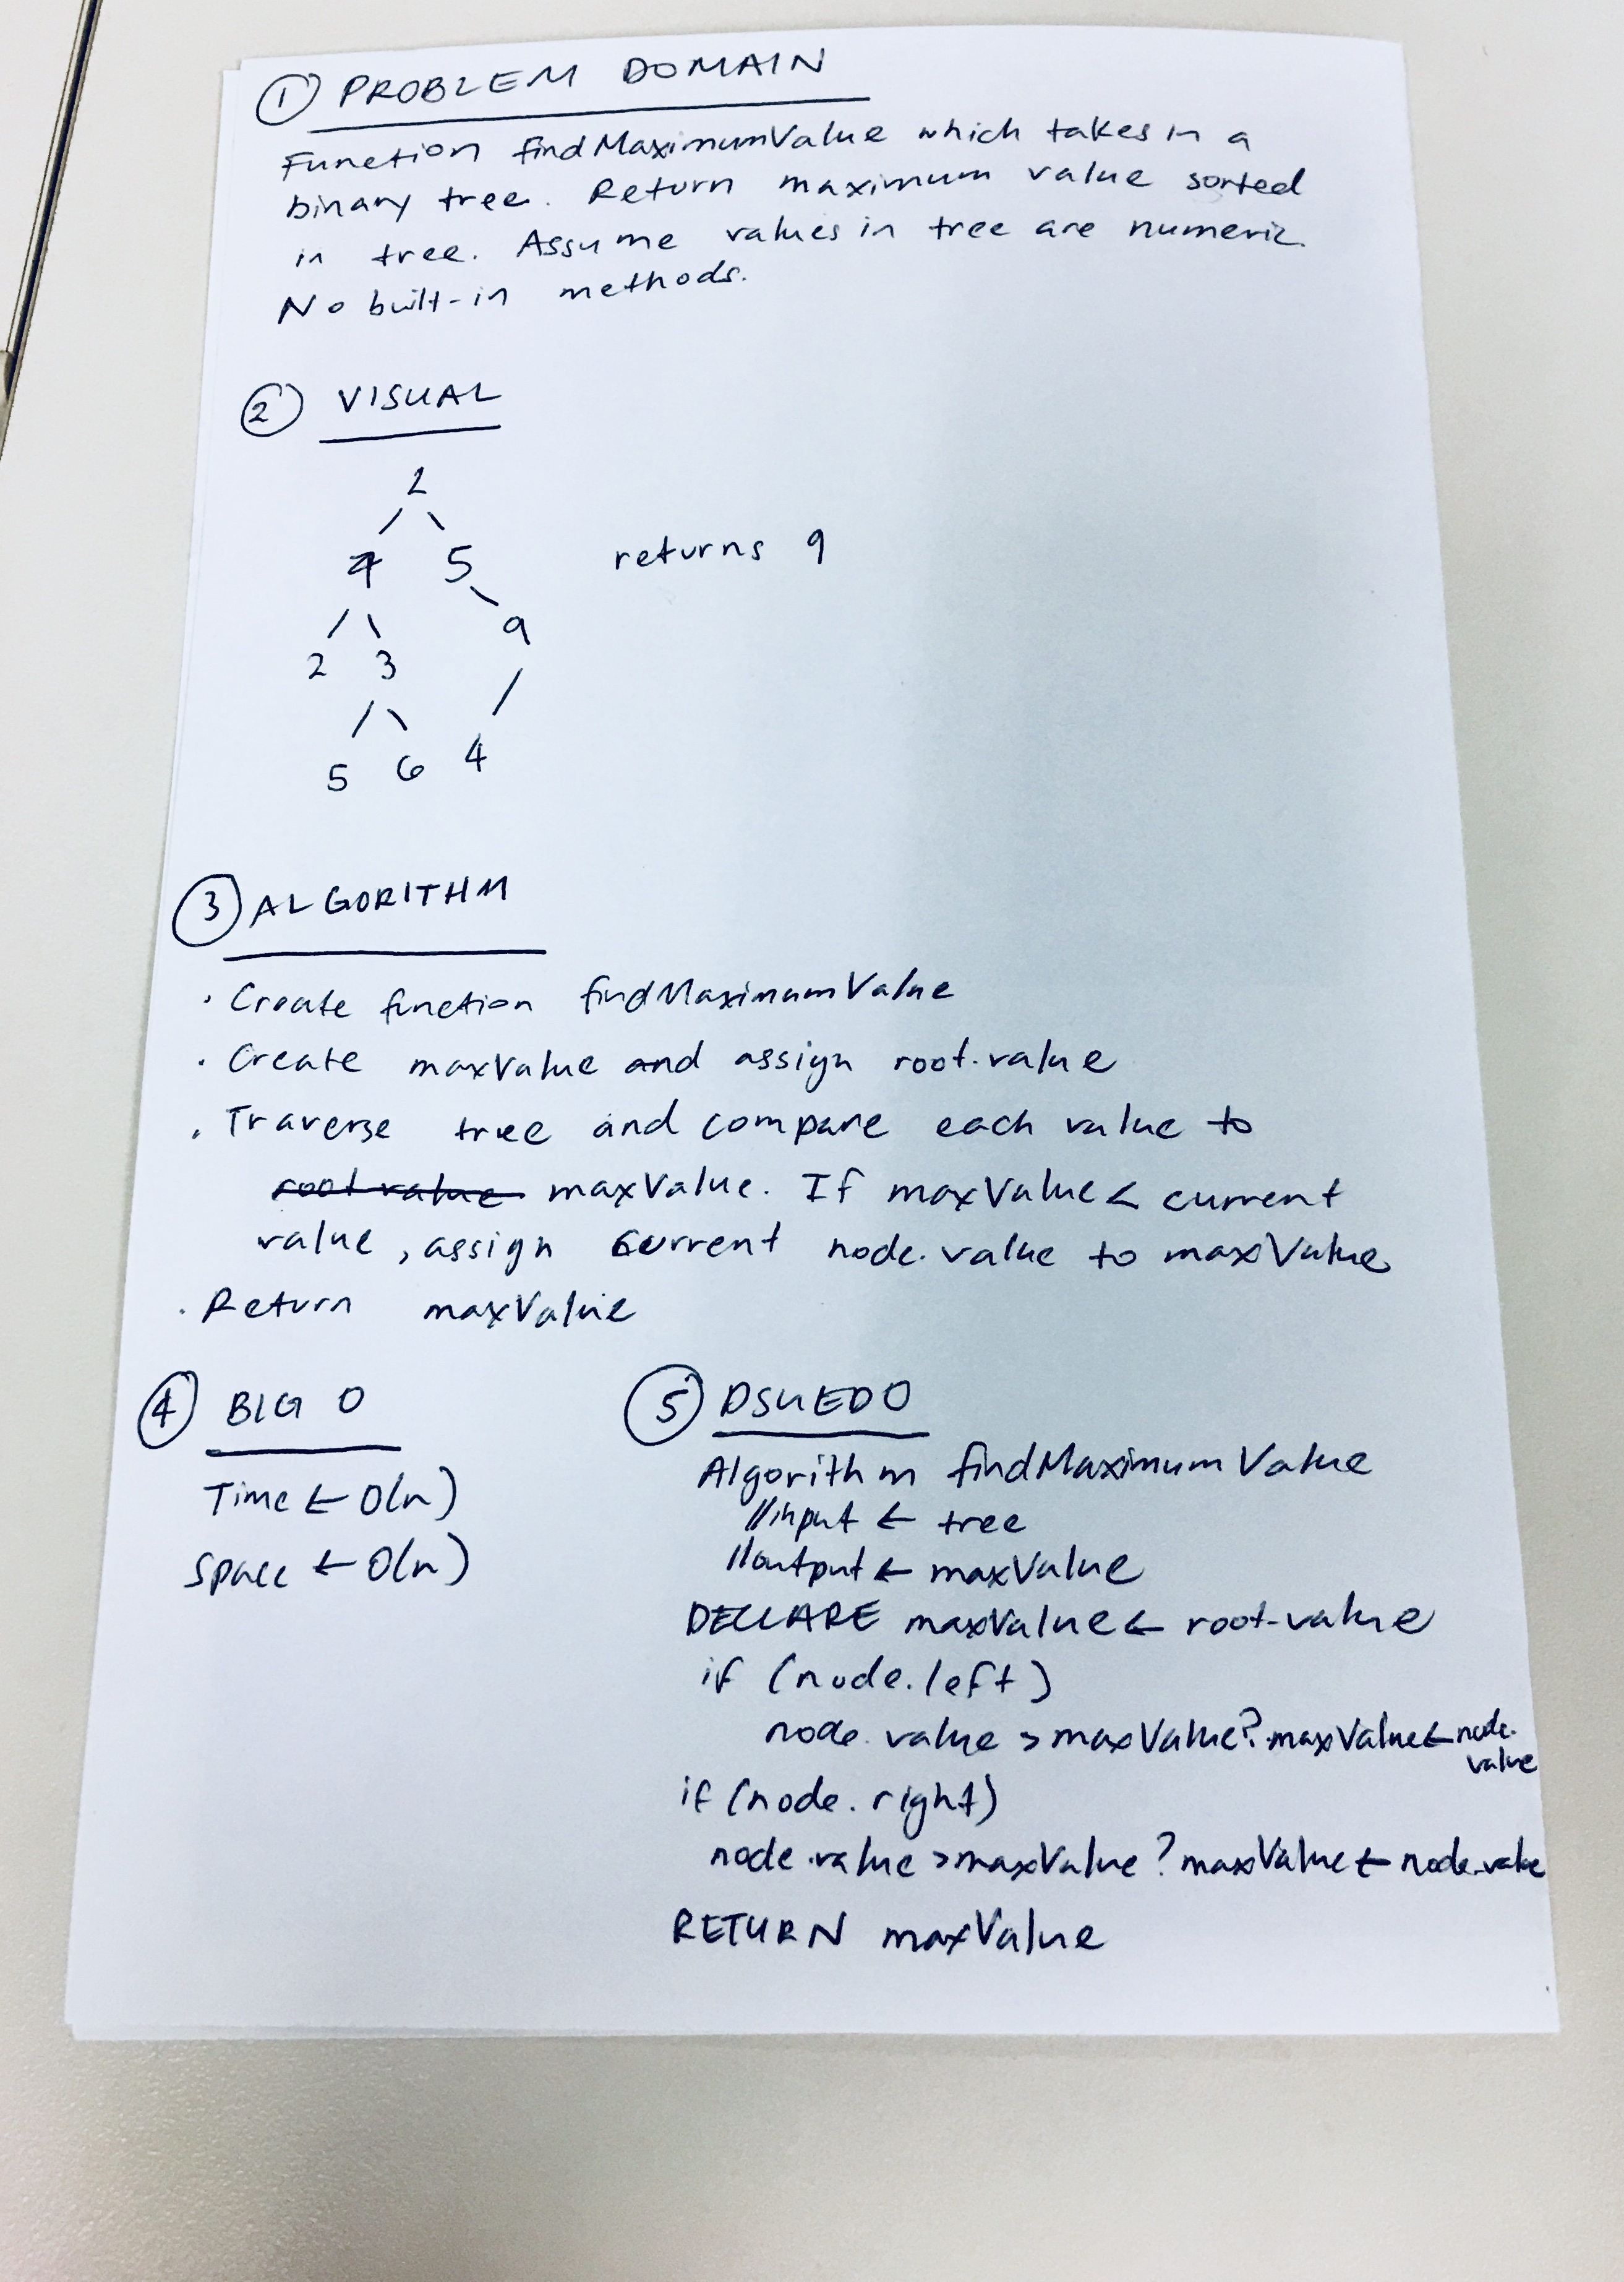 ① PROBLEM DOMAIN
Function findMaximumValue which takes in a
binary tree. Return maximum value sorted
in tree. Assume values in tree are numeric.
No built-in methods.
② VISUAL
2
/ \
7 5
returns 9
\
/ \
9
2 3
/
/ \
4
5 6
③ ALGORITHM
· Create function findMaximumValue
· Create maxValue and assign root.value
· Traverse tree and compare each value to
root value maxValue. If maxValue < current
value, assign current node.value to maxValue
· Return maxValue
④ BIG O
Time ← O(n)
Space ← O(n)
⑤ PSUEDO
Algorithm findMaximumValue
//input ← tree
//output ← maxValue
DECLARE maxValue ← root.value
if (node.left)
node.value > maxValue? maxValue ← node.
value
if (node.right)
node.value > maxValue ? maxValue ← node.value
RETURN maxValue